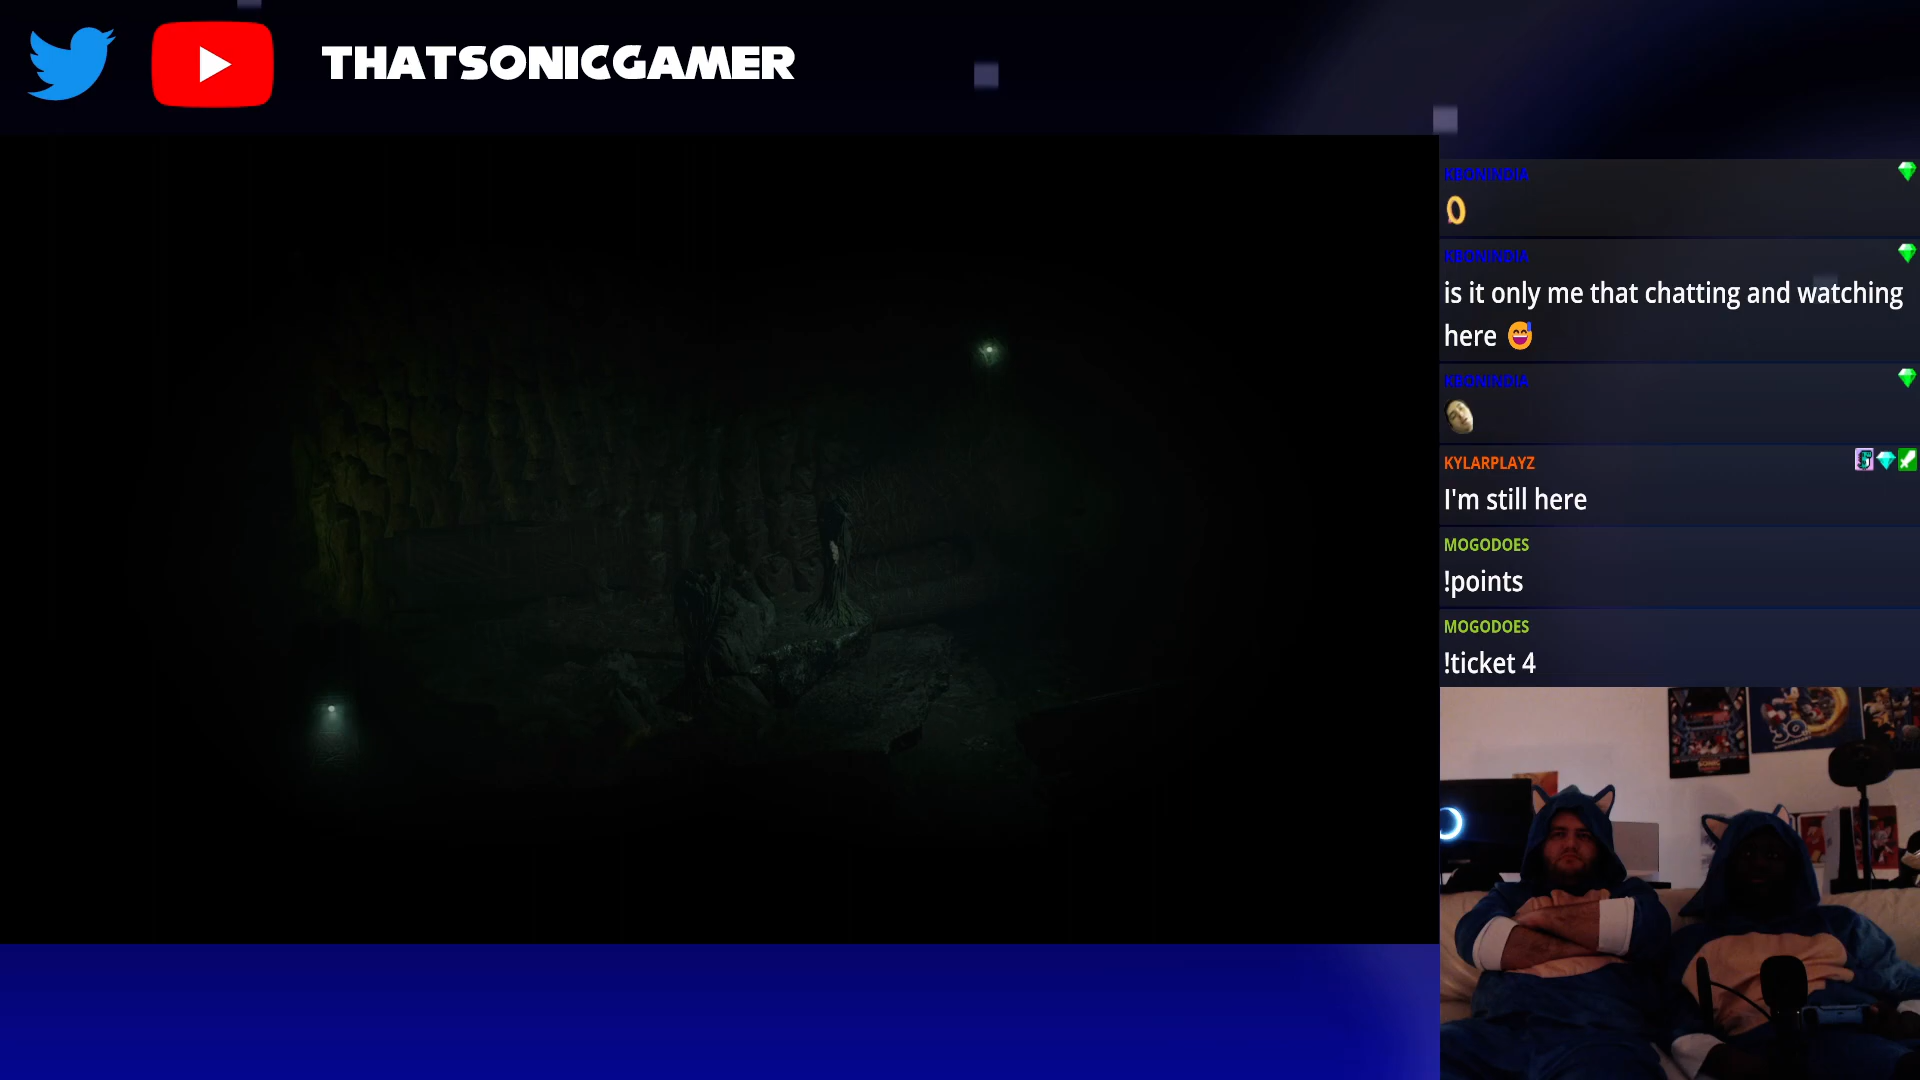 THATSONICGAMER
KBONINDIA
KBONINDIA
is it only me that chatting and watching
here
KBONINDIA
KYLARPLAYZ
I'm still here
MOGODOES
!points
MOGODOES
!ticket 4
30